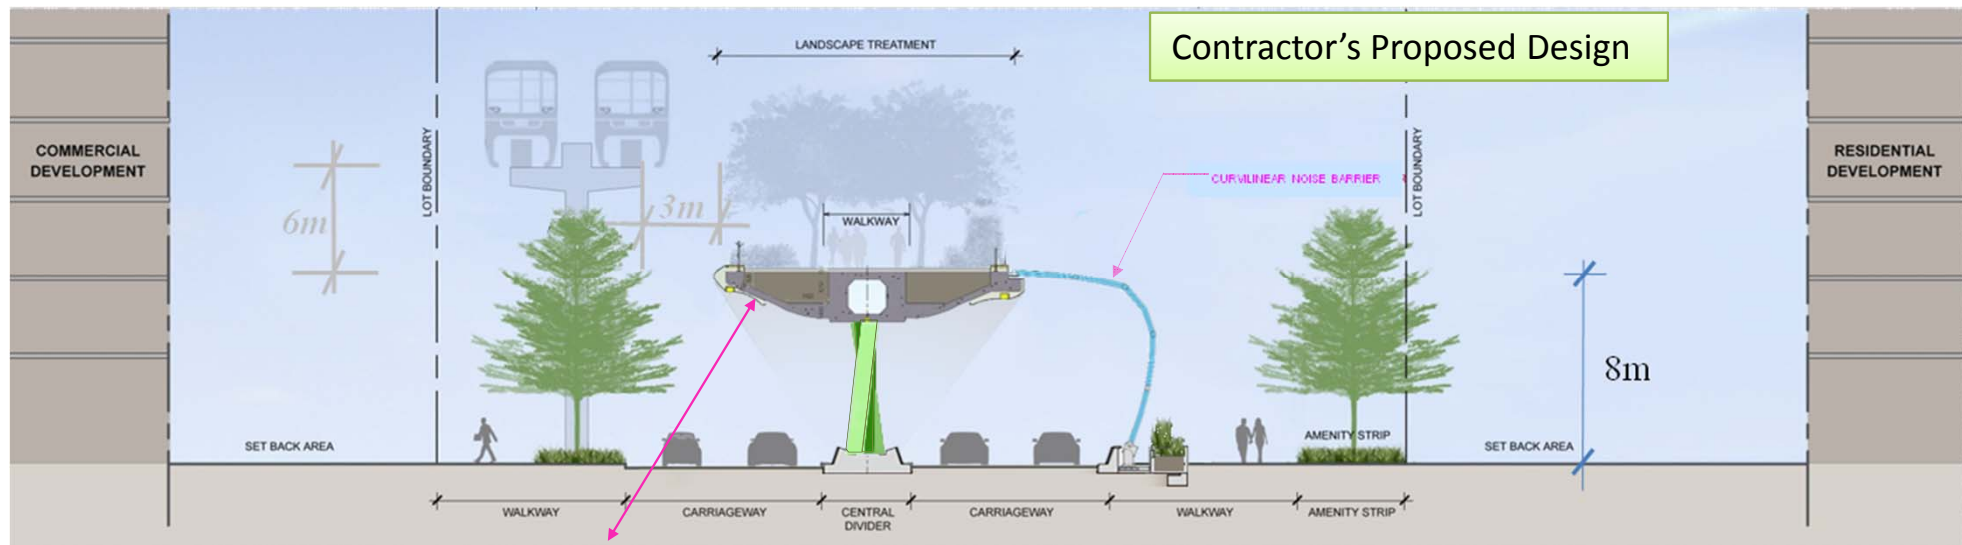 Contractor’s Proposed Design
LANDSCAPE TREATMENT
COMMERCIAL
DEVELOPMENT
LOT BOUNDARY
6m
3m
WALKWAY
CURVILINEAR NOISE BARRIER
LOT BOUNDARY
RESIDENTIAL
DEVELOPMENT
8m
SET BACK AREA
AMENITY STRIP
SET BACK AREA
WALKWAY
CARRIAGEWAY
CENTRAL
DIVIDER
CARRIAGEWAY
WALKWAY
AMENITY STRIP